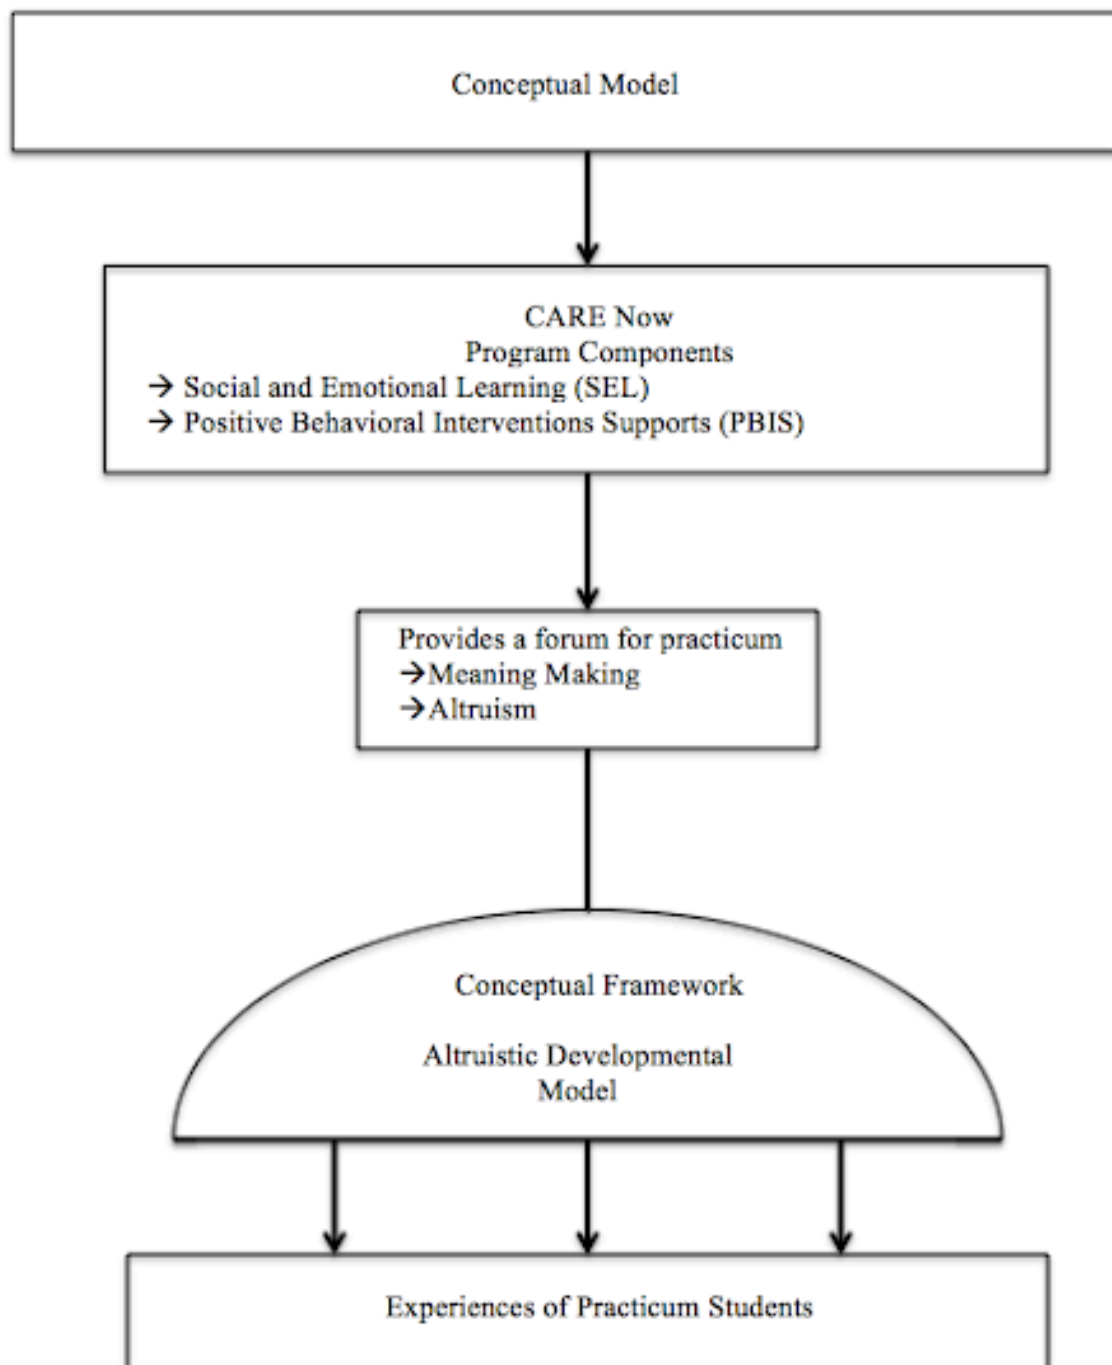 Conceptual Model
CARE Now
Program Components
→ Social and Emotional Learning (SEL)
→ Positive Behavioral Interventions Supports (PBIS)
Provides a forum for practicum
→Meaning Making
→Altruism
Conceptual Framework
Altruistic Developmental
Model
Experiences of Practicum Students